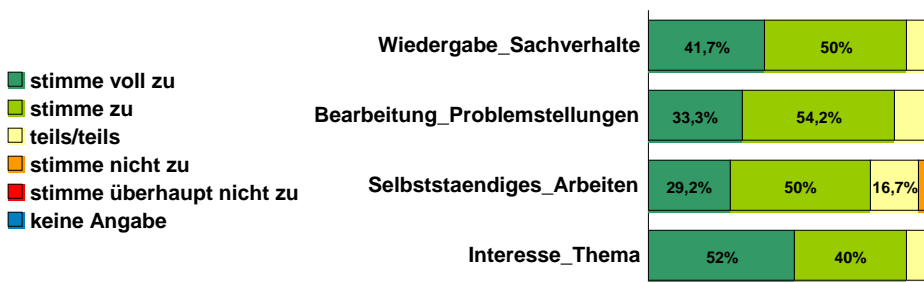 stimme voll zu
stimme zu
teils/teils
stimme nicht zu
stimme überhaupt nicht zu
keine Angabe
Wiedergabe_Sachverhalte 41,7% 50%
Bearbeitung_Problemstellungen 33,3% 54,2%
Selbststaendiges_Arbeiten 29,2% 50% 16,7%
Interesse_Thema 52% 40%